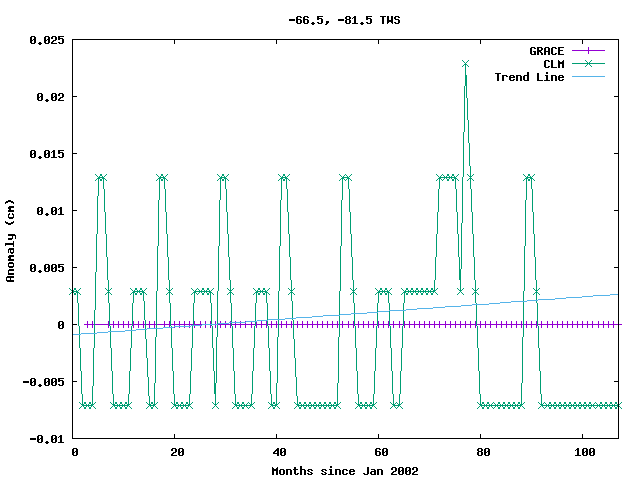 -66.5, -81.5 TWS
GRACE
CLM
Trend Line
Anomaly (cm)
0.025
0.02
0.015
0.01
0.005
0
-0.005
-0.01
0 20 40 60 80 100
Months since Jan 2002